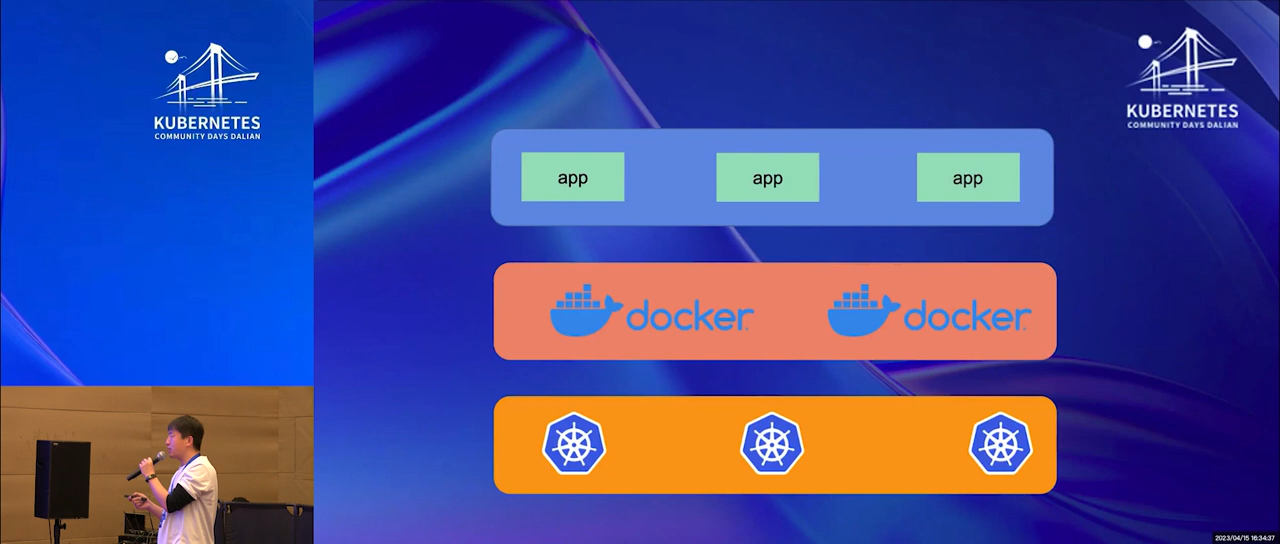 KUBERNETES
COMMUNITY DAYS DALIAN
KUBERNETES
COMMUNITY DAYS DALIAN
app
app
app
docker
docker
2023/04/15 16:34:37